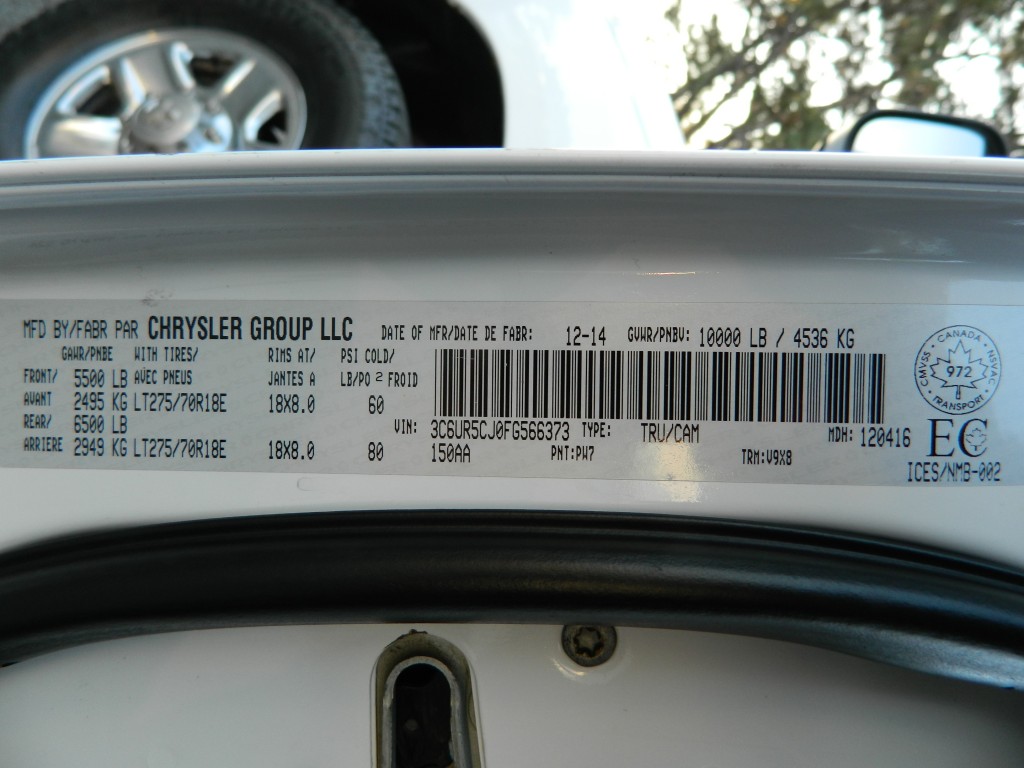 MFD BY/FABR PAR CHRYSLER GROUP LLC DATE OF MFR/DATE DE FABR: 12-14 GVWR/PNBV: 10000 LB / 4536 KG
GAWR/PNBE WITH TIRES/ RIMS AT/ PSI COLD/
FRONT/ 5500 LB AVEC PNEUS JANTES A LB/PO² FROID
AVANT 2495 KG LT275/70R18E 18X8.0 60
REAR/ 6500 LB VIN: 3C6UR5CJ0FG566373 TYPE: TRU/CAM MDH: 120416
ARRIERE 2949 KG LT275/70R18E 18X8.0 80 150AA PNT:PW7 TRM:V9X8
CANADA
CMVSS 972 NSVAC
TRANSPORT
EC
ICES/NMB-002